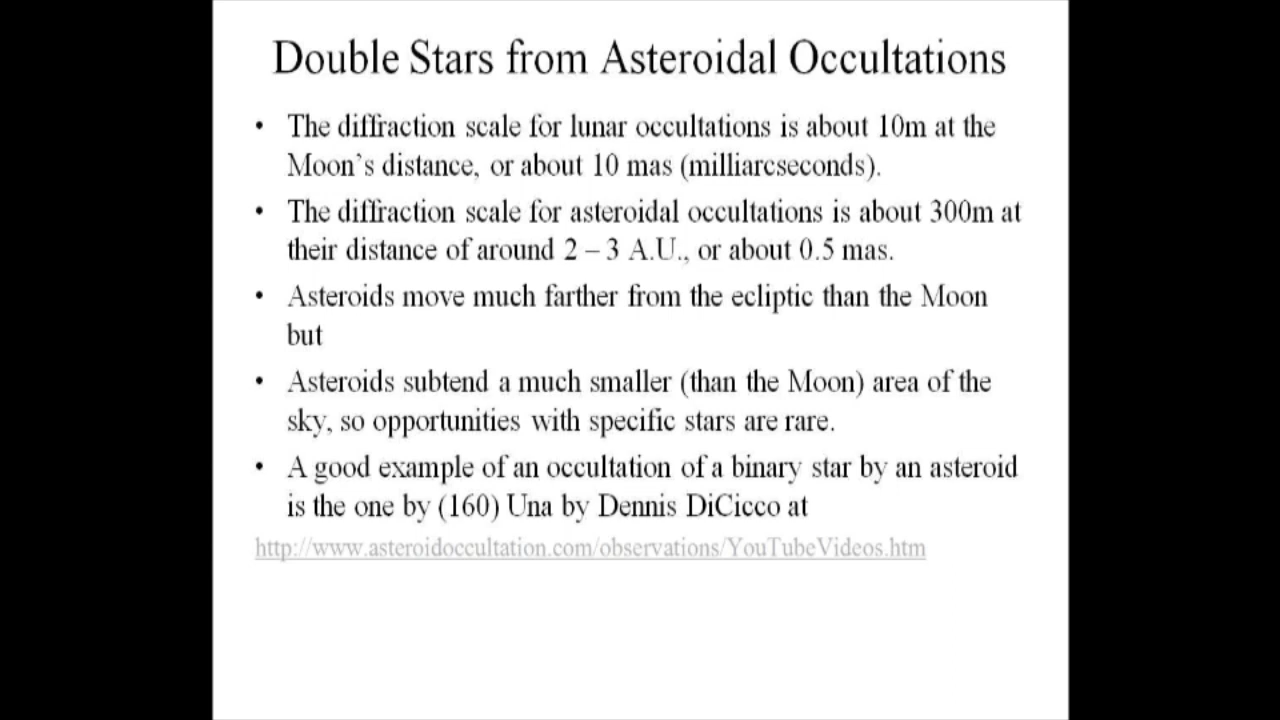 Double Stars from Asteroidal Occultations
• The diffraction scale for lunar occultations is about 10m at the
Moon's distance, or about 10 mas (milliarcseconds).
• The diffraction scale for asteroidal occultations is about 300m at
their distance of around 2 – 3 A.U., or about 0.5 mas.
• Asteroids move much farther from the ecliptic than the Moon
but
• Asteroids subtend a much smaller (than the Moon) area of the
sky, so opportunities with specific stars are rare.
• A good example of an occultation of a binary star by an asteroid
is the one by (160) Una by Dennis DiCicco at
http://www.asteroidoccultation.com/observations/YouTubeVideos.htm